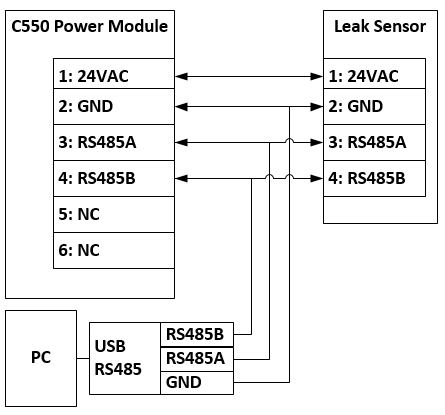 C550 Power Module
1: 24VAC
2: GND
3: RS485A
4: RS485B
5: NC
6: NC
Leak Sensor
1: 24VAC
2: GND
3: RS485A
4: RS485B
PC
USB
RS485
RS485B
RS485A
GND